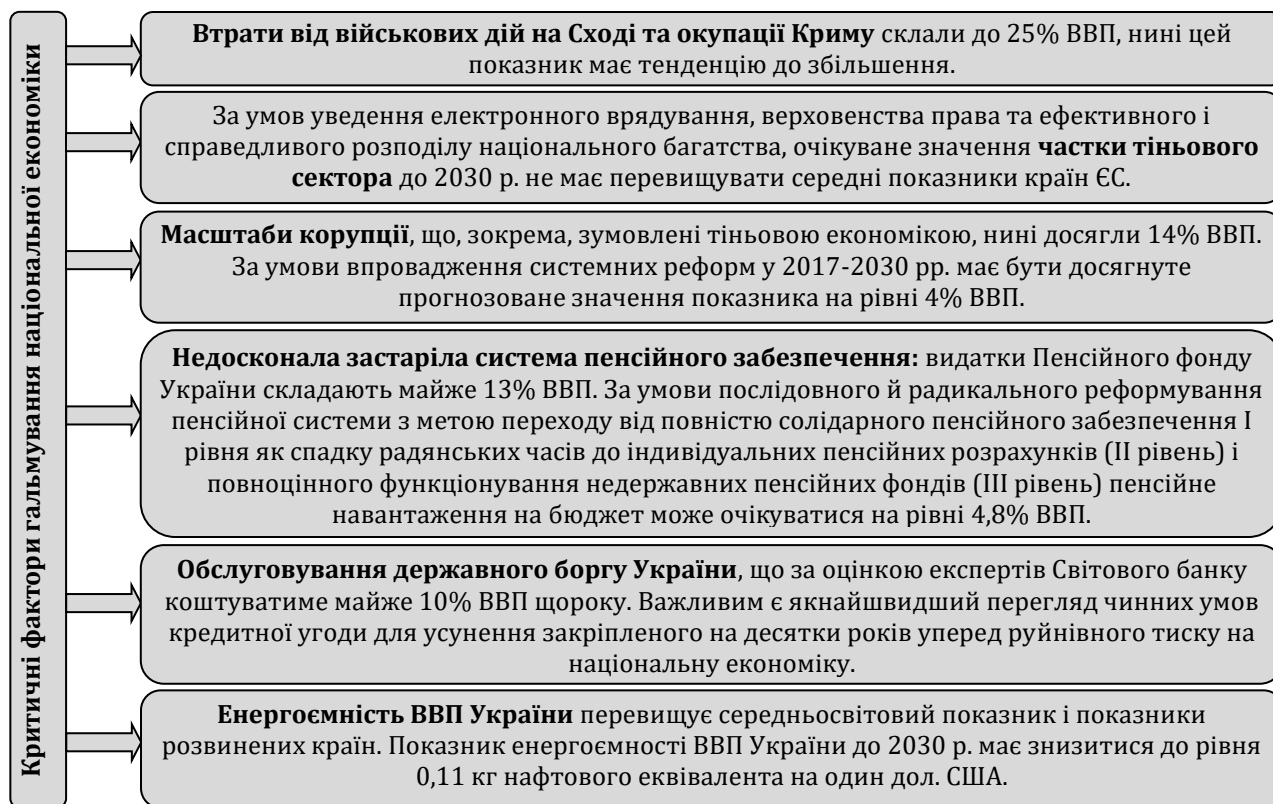 Критичні фактори гальмування національної економіки
Втрати від військових дій на Сході та окупації Криму склали до 25% ВВП, нині цей
показник має тенденцію до збільшення.
За умов уведення електронного врядування, верховенства права та ефективного і
справедливого розподілу національного багатства, очікуване значення частки тіньового
сектора до 2030 р. не має перевищувати середні показники країн ЄС.
Масштаби корупції, що, зокрема, зумовлені тіньовою економікою, нині досягли 14% ВВП.
За умови впровадження системних реформ у 2017-2030 рр. має бути досягнуте
прогнозоване значення показника на рівні 4% ВВП.
Недосконала застаріла система пенсійного забезпечення: видатки Пенсійного фонду
України складають майже 13% ВВП. За умови послідовного й радикального реформування
пенсійної системи з метою переходу від повністю солідарного пенсійного забезпечення І
рівня як спадку радянських часів до індивідуальних пенсійних розрахунків (ІІ рівень) і
повноцінного функціонування недержавних пенсійних фондів (ІІІ рівень) пенсійне
навантаження на бюджет може очікуватися на рівні 4,8% ВВП.
Обслуговування державного боргу України, що за оцінкою експертів Світового банку
коштуватиме майже 10% ВВП щороку. Важливим є якнайшвидший перегляд чинних умов
кредитної угоди для усунення закріпленого на десятки років уперед руйнівного тиску на
національну економіку.
Енергоємність ВВП України перевищує середньосвітовий показник і показники
розвинених країн. Показник енергоємності ВВП України до 2030 р. має знизитися до рівня
0,11 кг нафтового еквівалента на один дол. США.